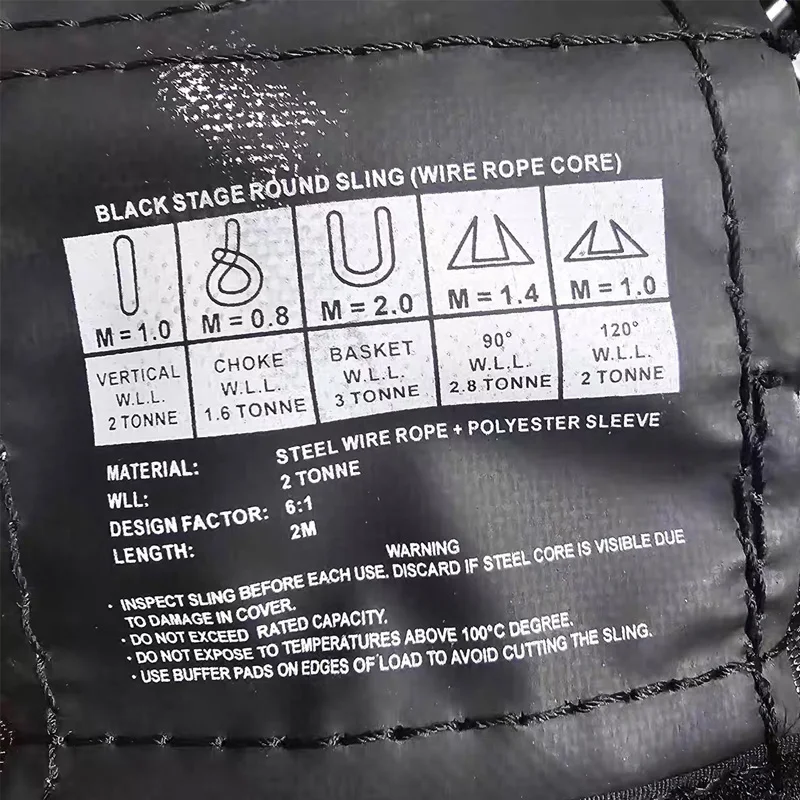 BLACK STAGE ROUND SLING (WIRE ROPE CORE)
M = 1.0 M = 0.8 M = 2.0 M = 1.4 M = 1.0
VERTICAL CHOKE BASKET 90° 120°
W.L.L. W.L.L. W.L.L. W.L.L. W.L.L.
2 TONNE 1.6 TONNE 3 TONNE 2.8 TONNE 2 TONNE
MATERIAL: STEEL WIRE ROPE + POLYESTER SLEEVE
WLL: 2 TONNE
DESIGN FACTOR: 6:1
LENGTH: 2M
WARNING
· INSPECT SLING BEFORE EACH USE. DISCARD IF STEEL CORE IS VISIBLE DUE
TO DAMAGE IN COVER.
· DO NOT EXCEED RATED CAPACITY.
· DO NOT EXPOSE TO TEMPERATURES ABOVE 100°C DEGREE.
· USE BUFFER PADS ON EDGES OF LOAD TO AVOID CUTTING THE SLING.